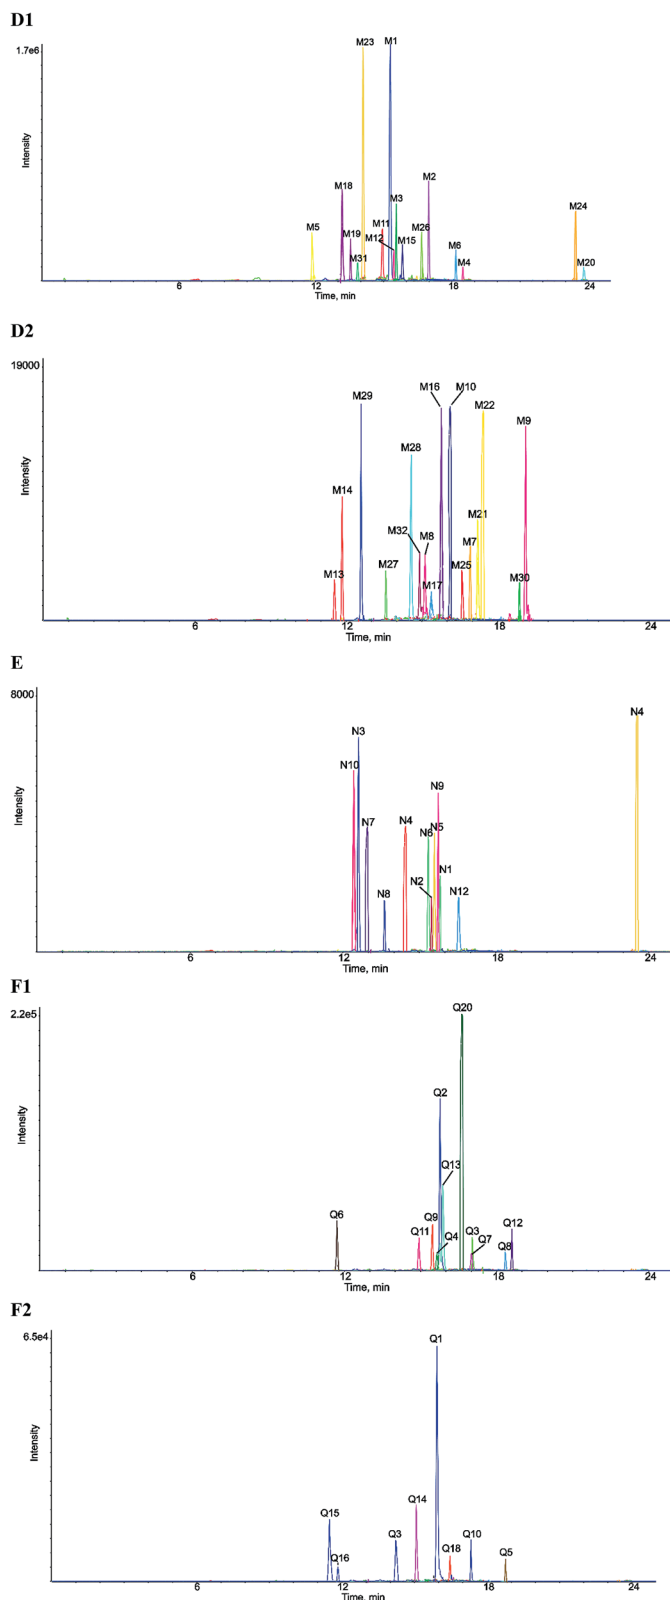 D1
1.7e6
Intensity
M23
M1
M18
M2
M3
M5
M19
M11
M12
M26
M15
M31
M6
M4
M24
M20
6 12 18 24
Time, min
D2
19000
Intensity
M29
M16
M10
M22
M9
M28
M14
M32
M8
M21
M7
M13
M27
M17
M25
M30
6 12 18 24
Time, min
E
8000
Intensity
N3
N10
N7
N4
N9
N5
N6
N1
N2
N8
N12
N4
12 18 24
Time, min
F1
2.2e5
Intensity
Q20
Q2
Q13
Q6
Q9
Q11
Q4
Q3
Q7
Q12
Q8
6 12 18 24
Time, min
F2
6.5e4
Intensity
Q1
Q15
Q14
Q16
Q3
Q18
Q10
Q5
6 12 18 24
Time, min